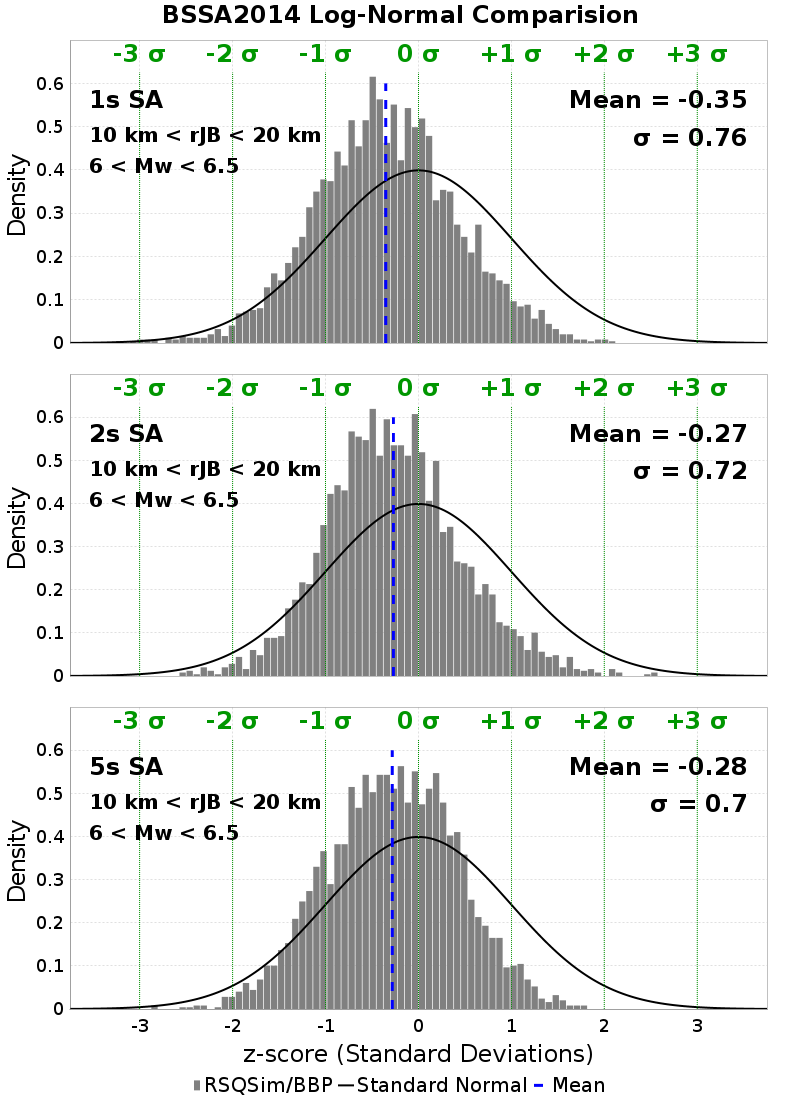 BSSA2014 Log-Normal Comparision
-3 σ -2 σ -1 σ 0 σ +1 σ +2 σ +3 σ
1s SA
Mean = -0.35
10 km < rJB < 20 km
σ = 0.76
6 < Mw < 6.5
0.6
0.5
0.4
0.3
0.2
0.1
0
Density
-3 σ -2 σ -1 σ 0 σ +1 σ +2 σ +3 σ
2s SA
Mean = -0.27
10 km < rJB < 20 km
σ = 0.72
6 < Mw < 6.5
0.6
0.5
0.4
0.3
0.2
0.1
0
Density
-3 σ -2 σ -1 σ 0 σ +1 σ +2 σ +3 σ
5s SA
Mean = -0.28
10 km < rJB < 20 km
σ = 0.7
6 < Mw < 6.5
0.6
0.5
0.4
0.3
0.2
0.1
0
Density
-3 -2 -1 0 1 2 3
z-score (Standard Deviations)
RSQSim/BBP Standard Normal Mean